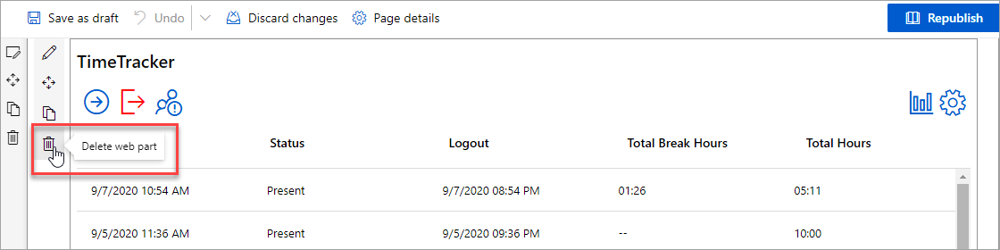 Save as draft Undo Discard changes Page details Republish
TimeTracker
Delete web part
Status Logout Total Break Hours Total Hours
9/7/2020 10:54 AM Present 9/7/2020 08:54 PM 01:26 05:11
9/5/2020 11:36 AM Present 9/5/2020 09:36 PM -- 10:00